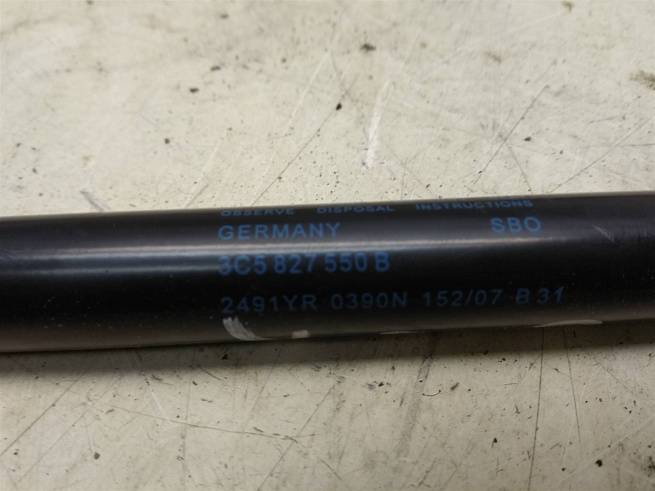 OBSERVE DISPOSAL INSTRUCTIONS
GERMANY SBO
3C5 827 550 B
2491YR 0390N 152/07 B31